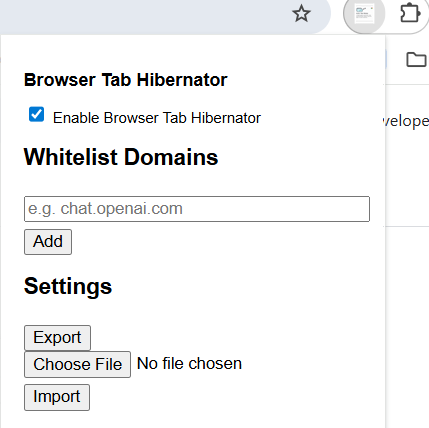 Browser Tab Hibernator
Enable Browser Tab Hibernator
Whitelist Domains
e.g. chat.openai.com
Add
Settings
Export
Choose File No file chosen
Import